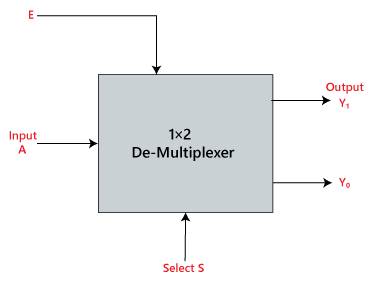 E
Output
Y₁
Input
A
1×2
De-Multiplexer
Y₀
Select S